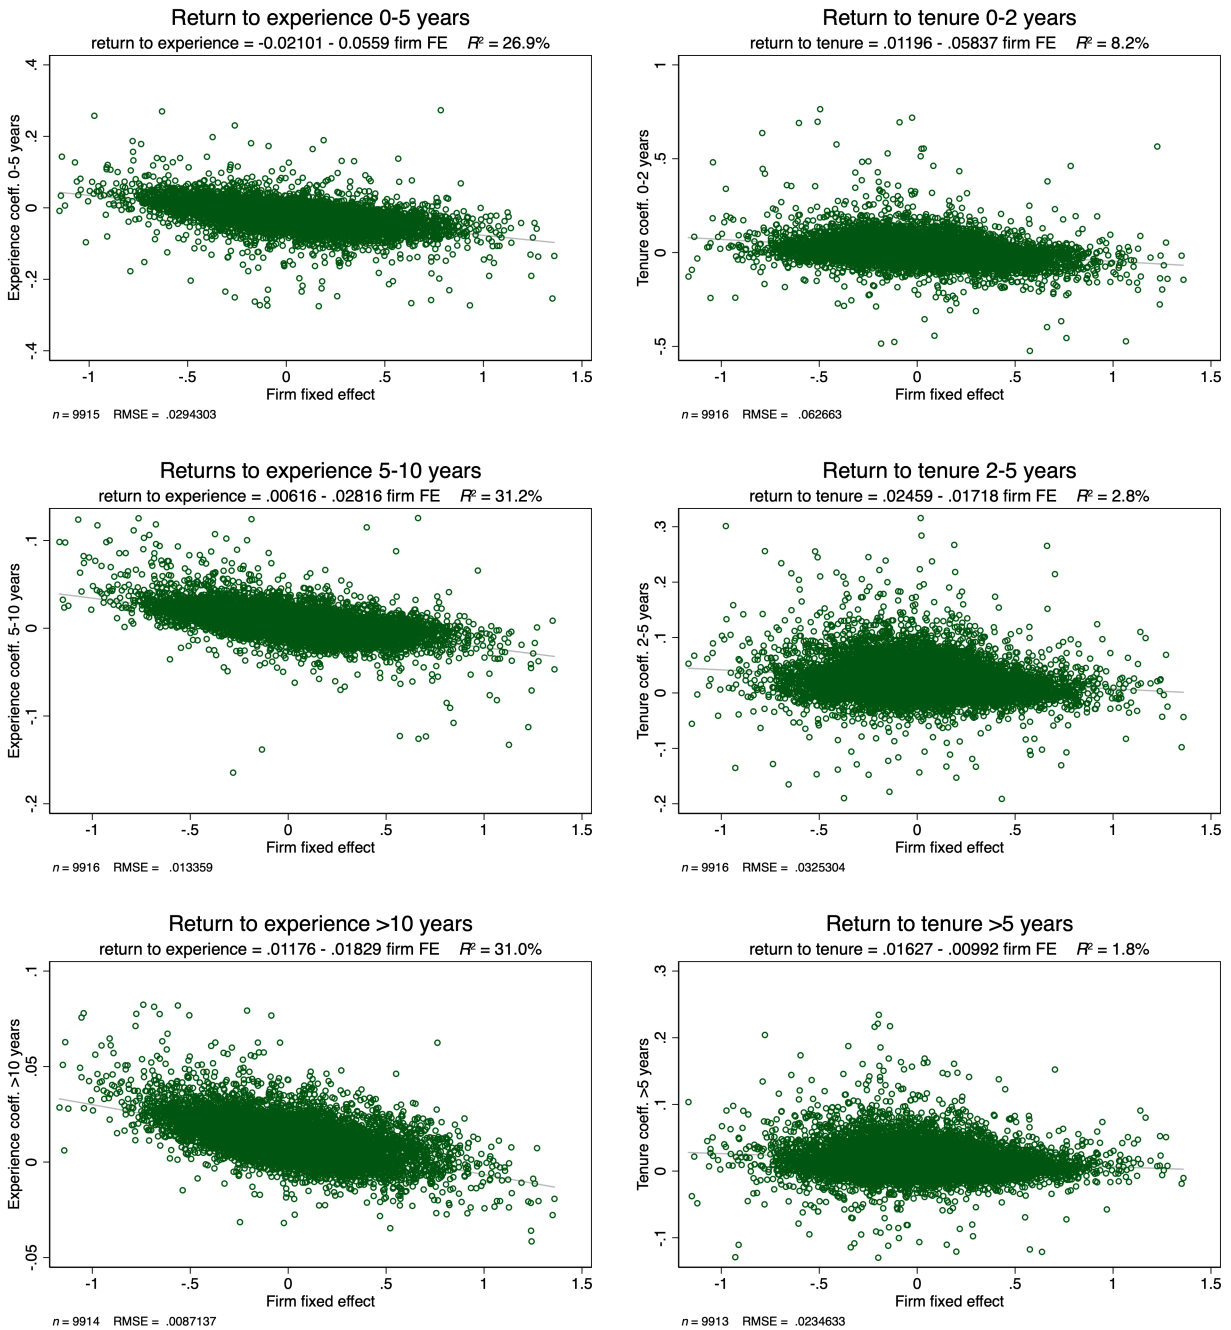 Return to experience 0-5 years
return to experience = -0.02101 - 0.0559 firm FE R² = 26.9%
.4
.2
0
-.2
-.4
Experience coeff. 0-5 years
-1 -.5 0 .5 1 1.5
Firm fixed effect
n = 9915 RMSE = .0294303
Return to tenure 0-2 years
return to tenure = .01196 - .05837 firm FE R² = 8.2%
1
.5
0
-.5
Tenure coeff. 0-2 years
-1 -.5 0 .5 1 1.5
Firm fixed effect
n = 9916 RMSE = .062663
Returns to experience 5-10 years
return to experience = .00616 - .02816 firm FE R² = 31.2%
.1
0
-.1
-.2
Experience coeff. 5-10 years
-1 -.5 0 .5 1 1.5
Firm fixed effect
n = 9916 RMSE = .013359
Return to tenure 2-5 years
return to tenure = .02459 - .01718 firm FE R² = 2.8%
.3
.2
.1
0
-.1
-.2
Tenure coeff. 2-5 years
-1 -.5 0 .5 1 1.5
Firm fixed effect
n = 9916 RMSE = .0325304
Return to experience >10 years
return to experience = .01176 - .01829 firm FE R² = 31.0%
.1
.05
0
-.05
Experience coeff. >10 years
-1 -.5 0 .5 1 1.5
Firm fixed effect
n = 9914 RMSE = .0087137
Return to tenure >5 years
return to tenure = .01627 - .00992 firm FE R² = 1.8%
.3
.2
.1
0
-.1
Tenure coeff. >5 years
-1 -.5 0 .5 1 1.5
Firm fixed effect
n = 9913 RMSE = .0234633